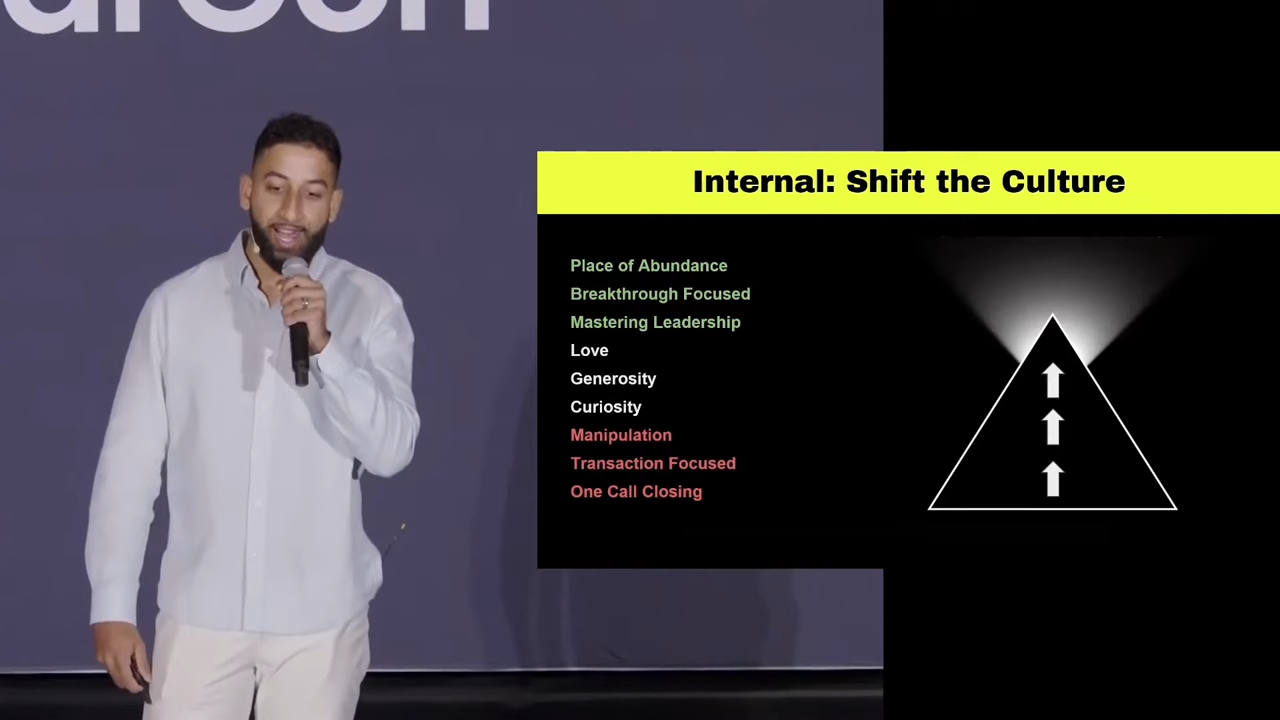 Internal: Shift the Culture
Place of Abundance
Breakthrough Focused
Mastering Leadership
Love
Generosity
Curiosity
Manipulation
Transaction Focused
One Call Closing